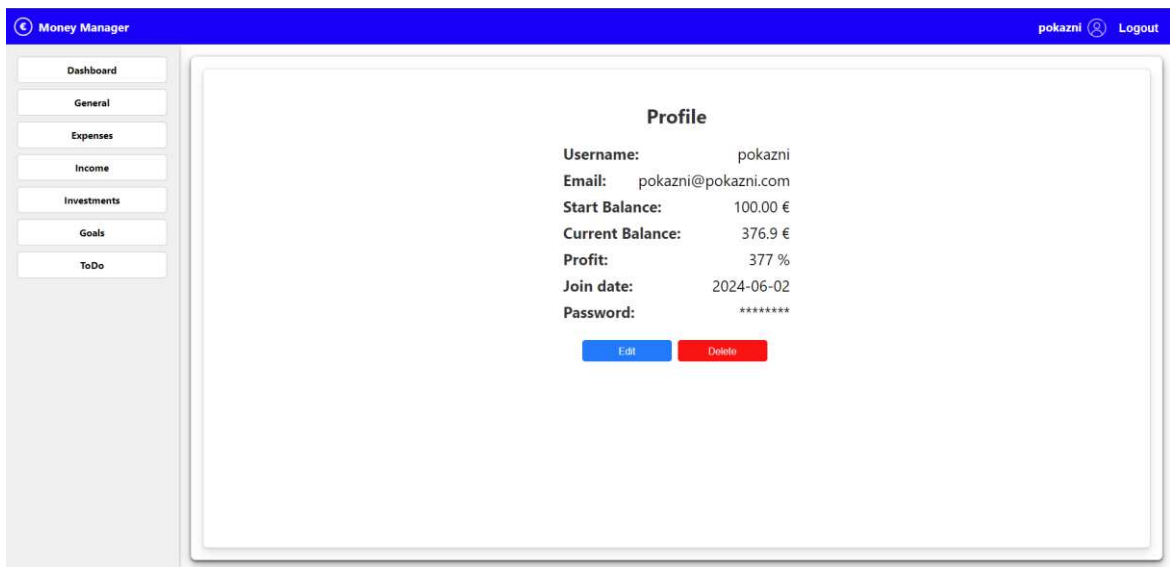 € Money Manager
pokazni Logout
Dashboard
General
Expenses
Income
Investments
Goals
ToDo
Profile
Username: pokazni
Email: pokazni@pokazni.com
Start Balance: 100.00 €
Current Balance: 376.9 €
Profit: 377 %
Join date: 2024-06-02
Password: ********
Edit Delete